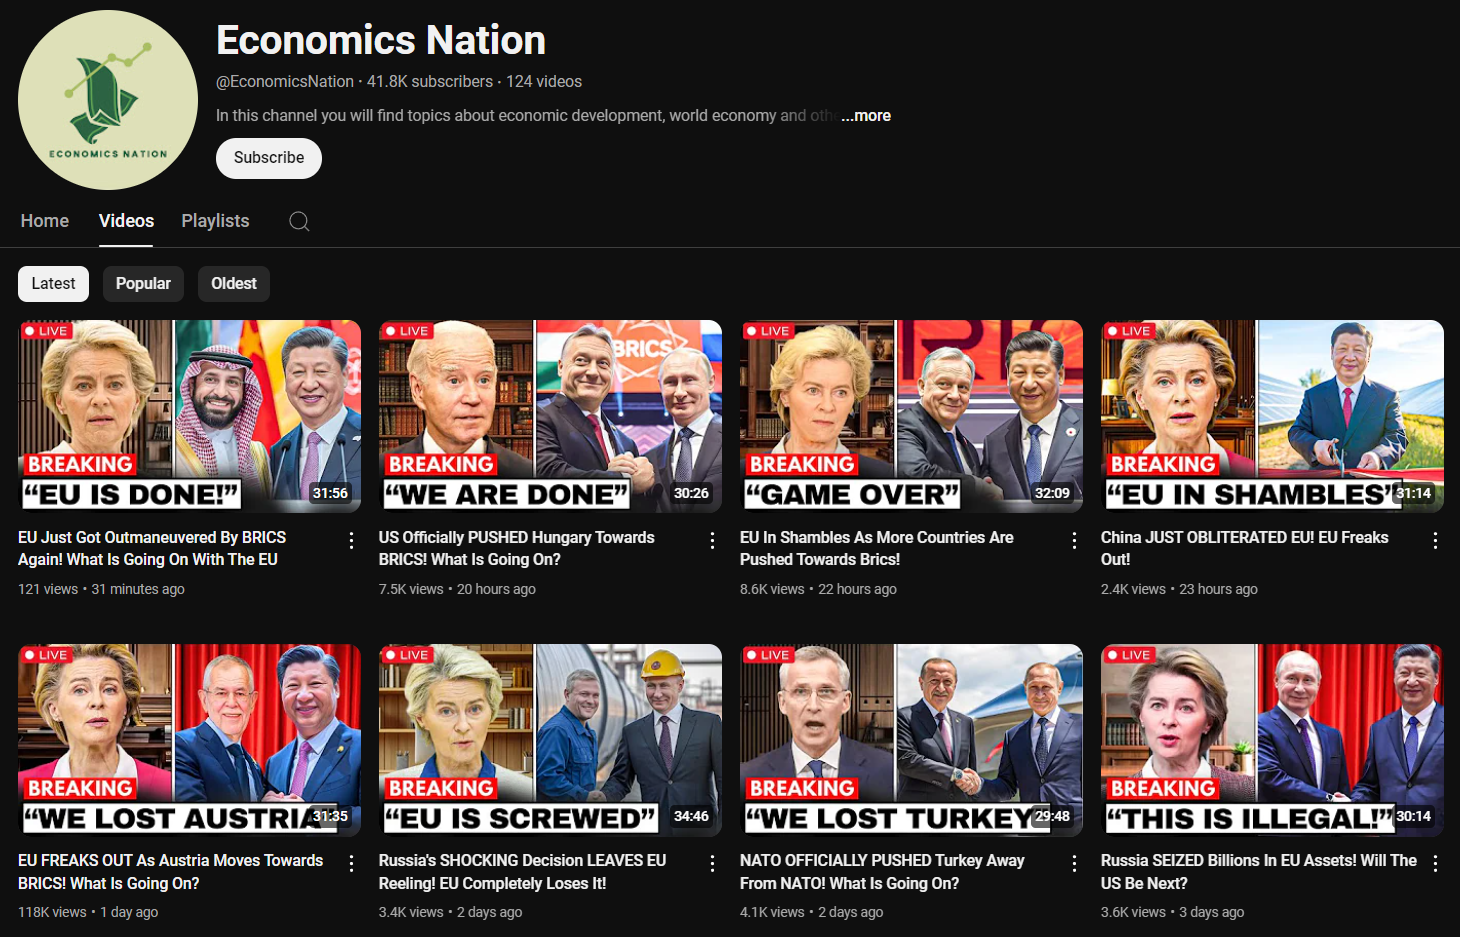 ECONOMICS NATION
Economics Nation
@EconomicsNation · 41.8K subscribers · 124 videos
In this channel you will find topics about economic development, world economy and oth ...more
Subscribe
Home Videos Playlists
Latest Popular Oldest
LIVE
BREAKING
“EU IS DONE!”
31:56
EU Just Got Outmaneuvered By BRICS
Again! What Is Going On With The EU
121 views • 31 minutes ago
LIVE
BRICS
BREAKING
“WE ARE DONE”
30:26
US Officially PUSHED Hungary Towards
BRICS! What Is Going On?
7.5K views • 20 hours ago
LIVE
BREAKING
“GAME OVER”
32:09
EU In Shambles As More Countries Are
Pushed Towards Brics!
8.6K views • 22 hours ago
LIVE
BREAKING
“EU IN SHAMBLES”
31:14
China JUST OBLITERATED EU! EU Freaks
Out!
2.4K views • 23 hours ago
LIVE
BREAKING
“WE LOST AUSTRIA
31:35
EU FREAKS OUT As Austria Moves Towards
BRICS! What Is Going On?
118K views • 1 day ago
LIVE
BREAKING
“EU IS SCREWED”
34:46
Russia's SHOCKING Decision LEAVES EU
Reeling! EU Completely Loses It!
3.4K views • 2 days ago
LIVE
BREAKING
“WE LOST TURKEY
29:48
NATO OFFICIALLY PUSHED Turkey Away
From NATO! What Is Going On?
4.1K views • 2 days ago
LIVE
BREAKING
“THIS IS ILLEGAL!”
30:14
Russia SEIZED Billions In EU Assets! Will The
US Be Next?
3.6K views • 3 days ago